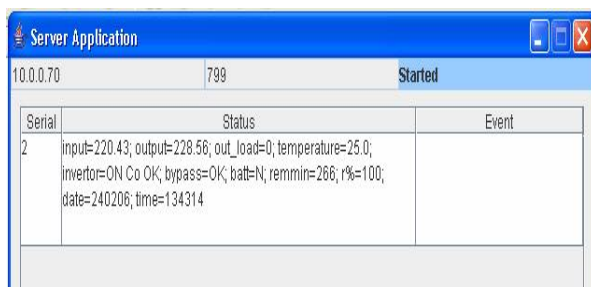 Server Application
10.0.0.70 799 Started
Serial Status Event
2 input=220.43; output=228.56; out_load=0; temperature=25.0;
invertor=ON Co OK; bypass=OK; batt=N; remmin=266; r%=100;
date=240206; time=134314